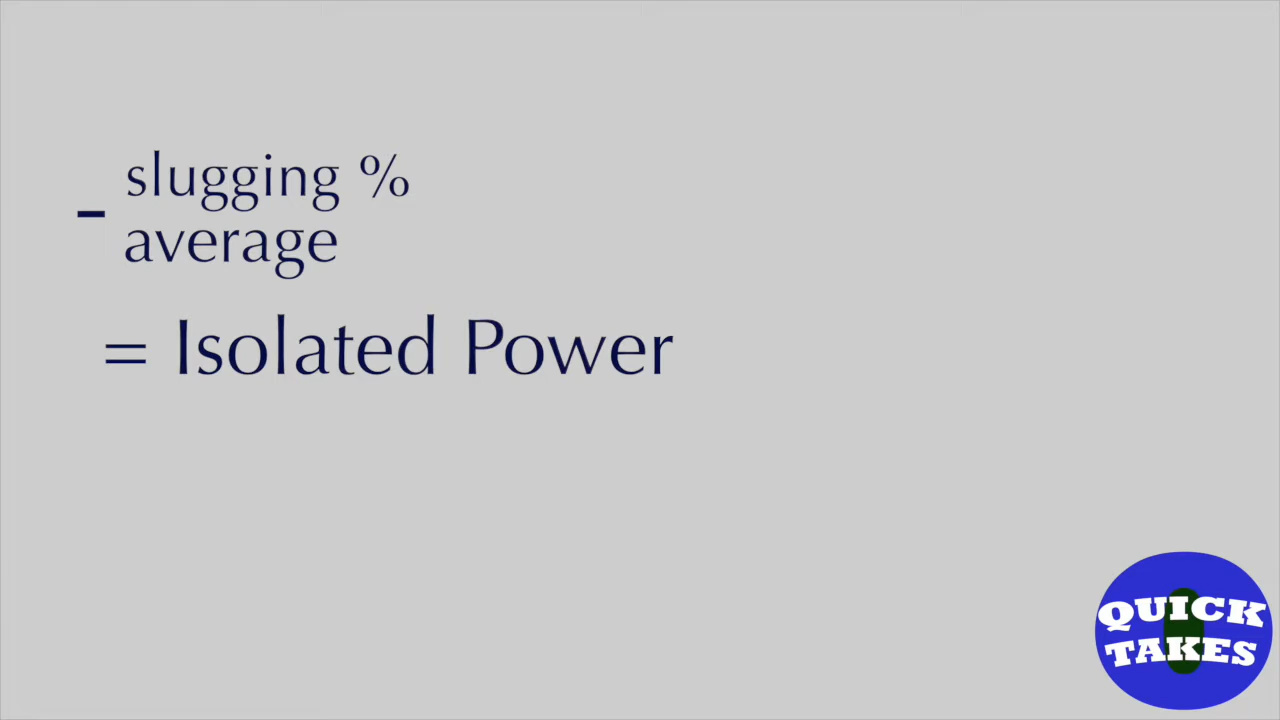 slugging %
- average
= Isolated Power
QUICK
TAKES